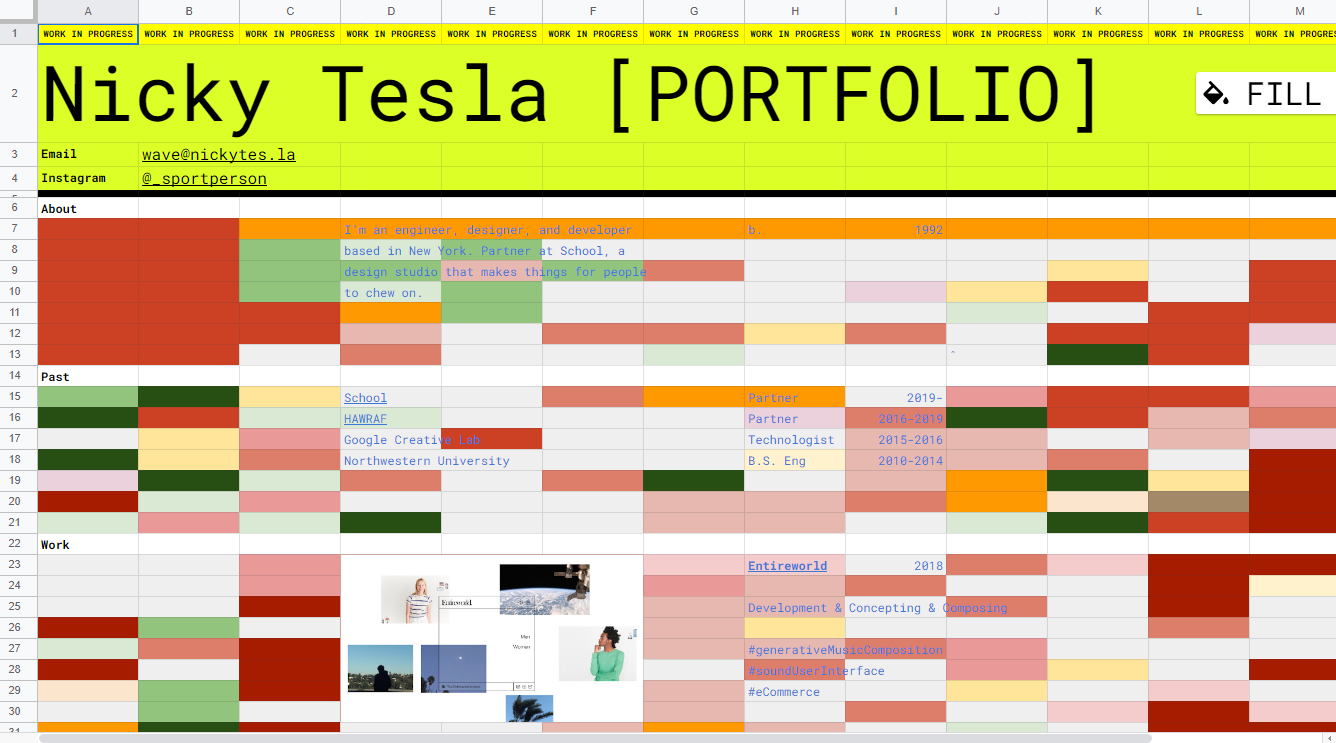 A B C D E F G H I J K L M
1 WORK IN PROGRESS WORK IN PROGRESS WORK IN PROGRESS WORK IN PROGRESS WORK IN PROGRESS WORK IN PROGRESS WORK IN PROGRESS WORK IN PROGRESS WORK IN PROGRESS WORK IN PROGRESS WORK IN PROGRESS WORK IN PROGRESS WORK IN PROGRES
2 Nicky Tesla [PORTFOLIO] FILL
3 Email wave@nickytes.la
4 Instagram @_sportperson
6 About
7 I'm an engineer, designer, and developer b. 1992
8 based in New York. Partner at School, a
9 design studio that makes things for people
10 to chew on.
11
12
13 ^
14 Past
15 School Partner 2019-
16 HAWRAF Partner 2016-2019
17 Google Creative Lab Technologist 2015-2016
18 Northwestern University B.S. Eng 2010-2014
19
20
21
22 Work
23 Entireworld 2018
24
25 Entireworld Development & Concepting & Composing
26
Men
27 Women #generativeMusicComposition
28 #soundUserInterface
29 #eCommerce
30
31